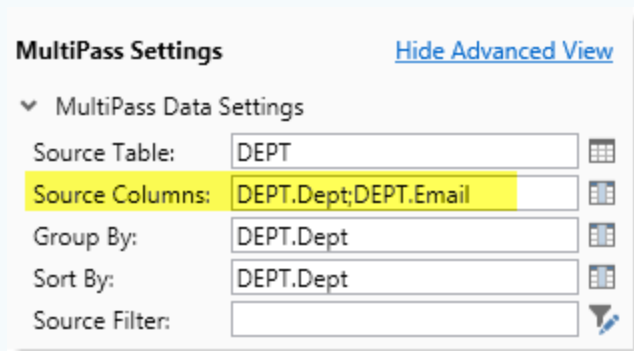 MultiPass Settings Hide Advanced View
MultiPass Data Settings
Source Table: DEPT
Source Columns: DEPT.Dept;DEPT.Email
Group By: DEPT.Dept
Sort By: DEPT.Dept
Source Filter: